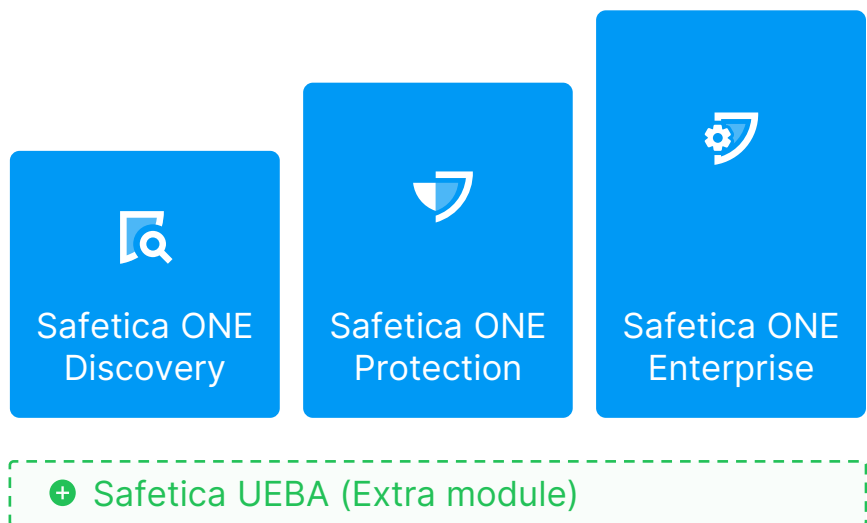 Safetica ONE
Discovery
Safetica ONE
Protection
Safetica ONE
Enterprise
Safetica UEBA (Extra module)